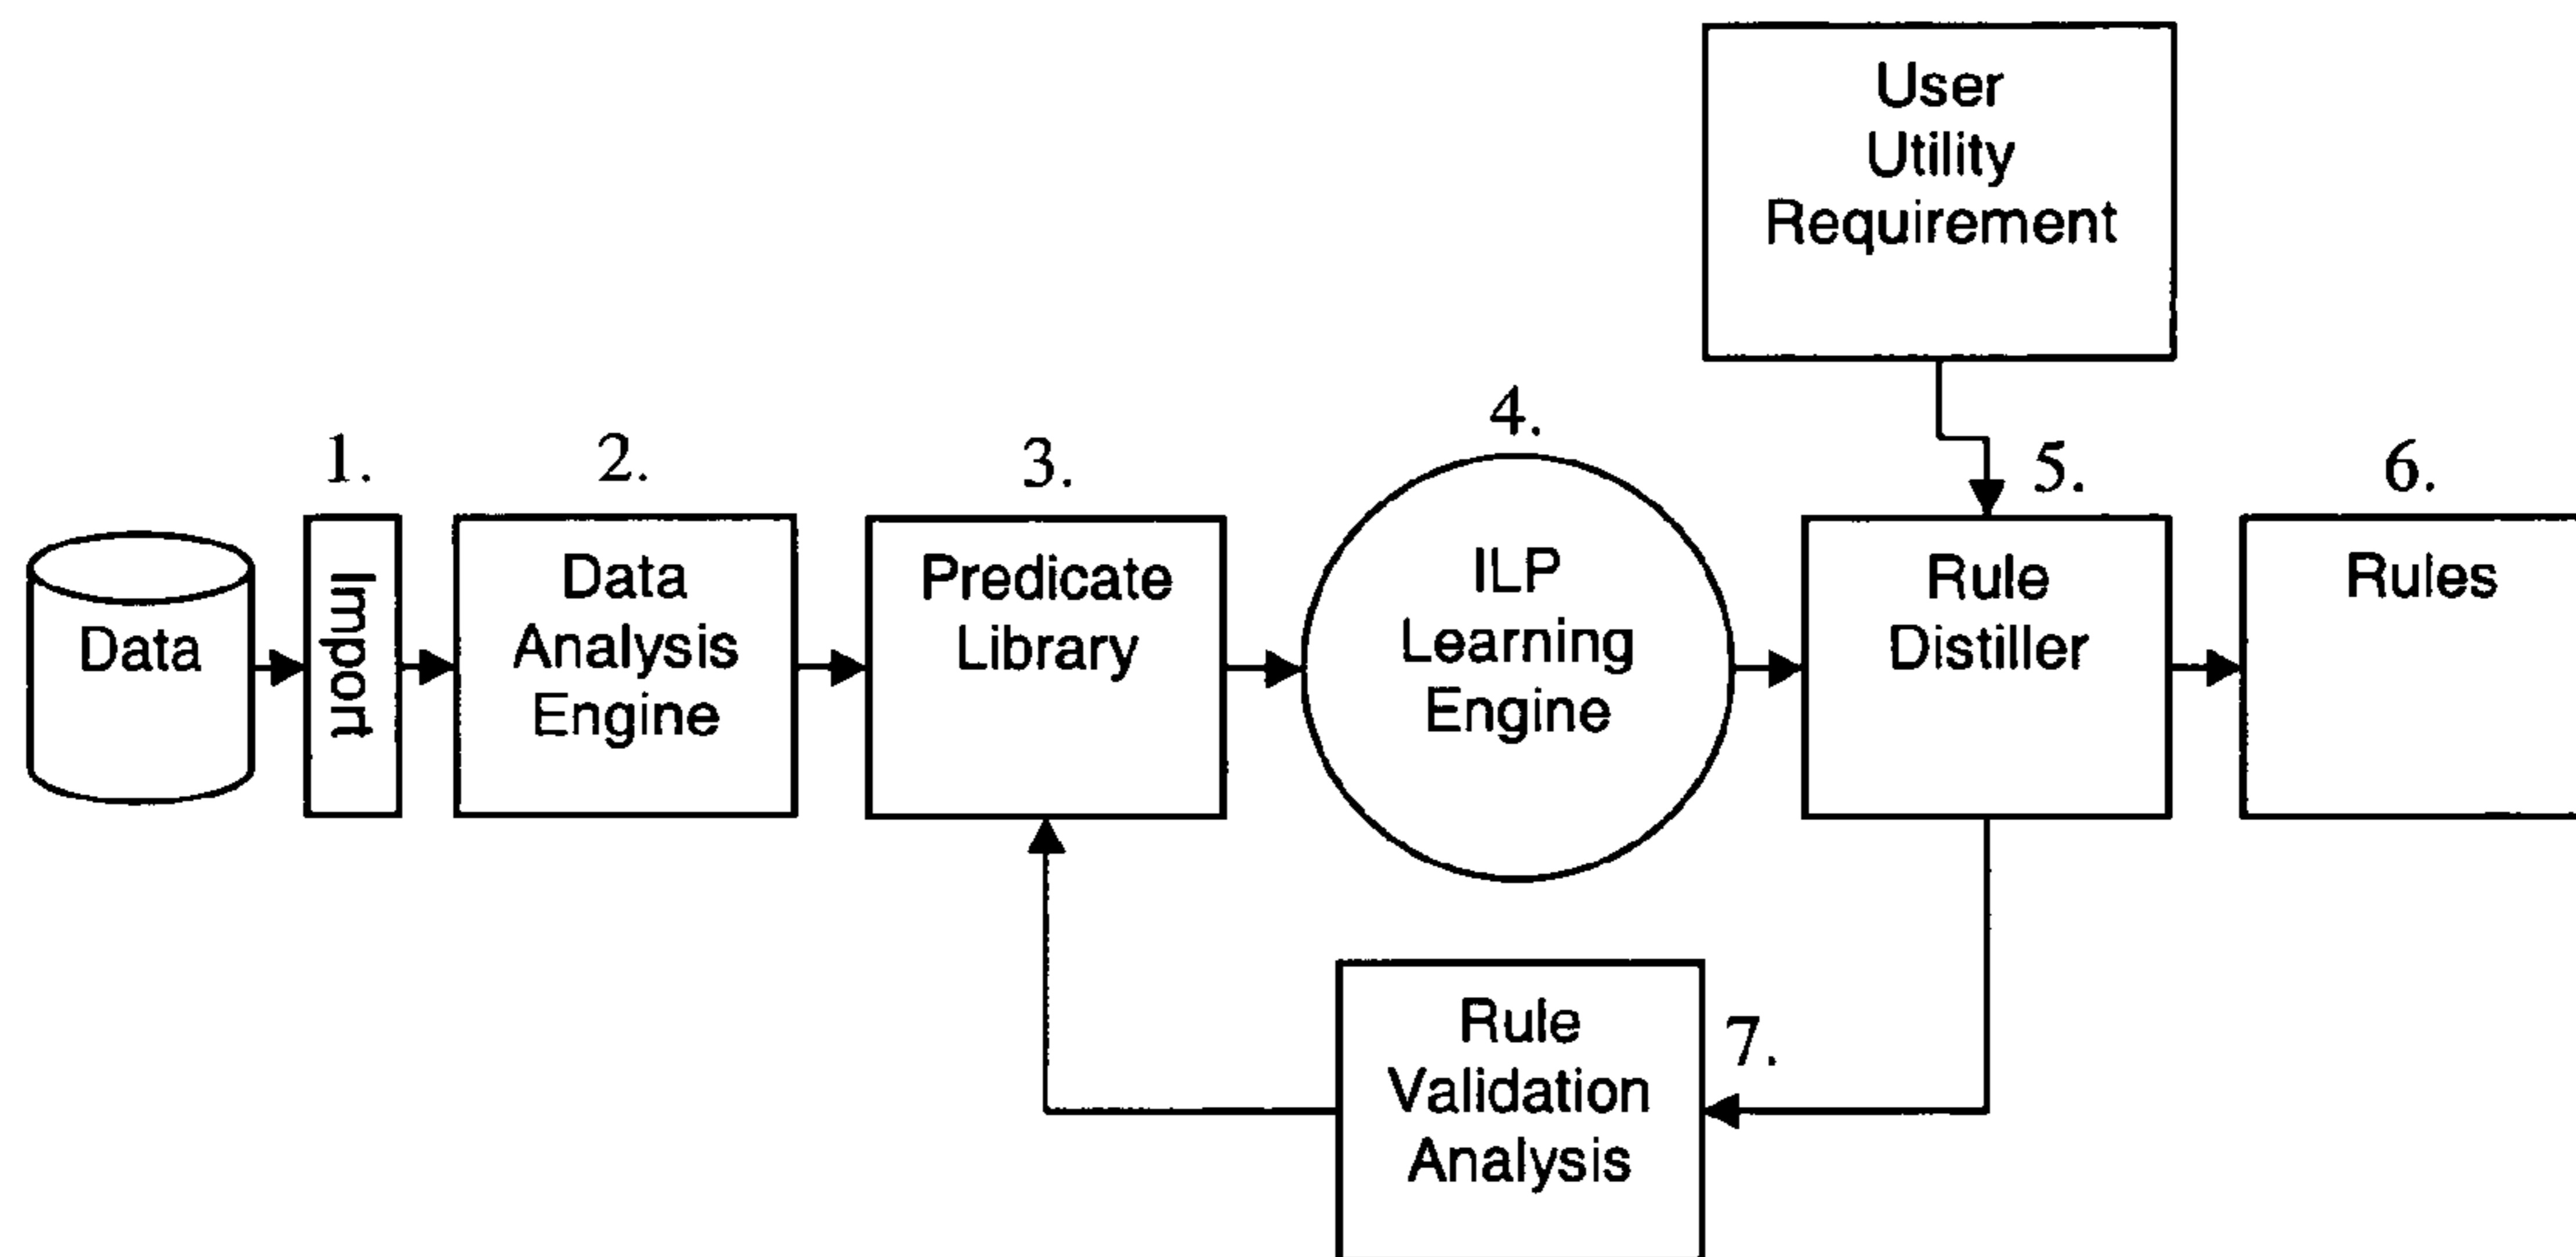 User
Utility
Requirement
1.
2.
3.
4.
5.
6.
Data
Import
Data
Analysis
Engine
Predicate
Library
ILP
Learning
Engine
Rule
Distiller
Rules
7.
Rule
Validation
Analysis